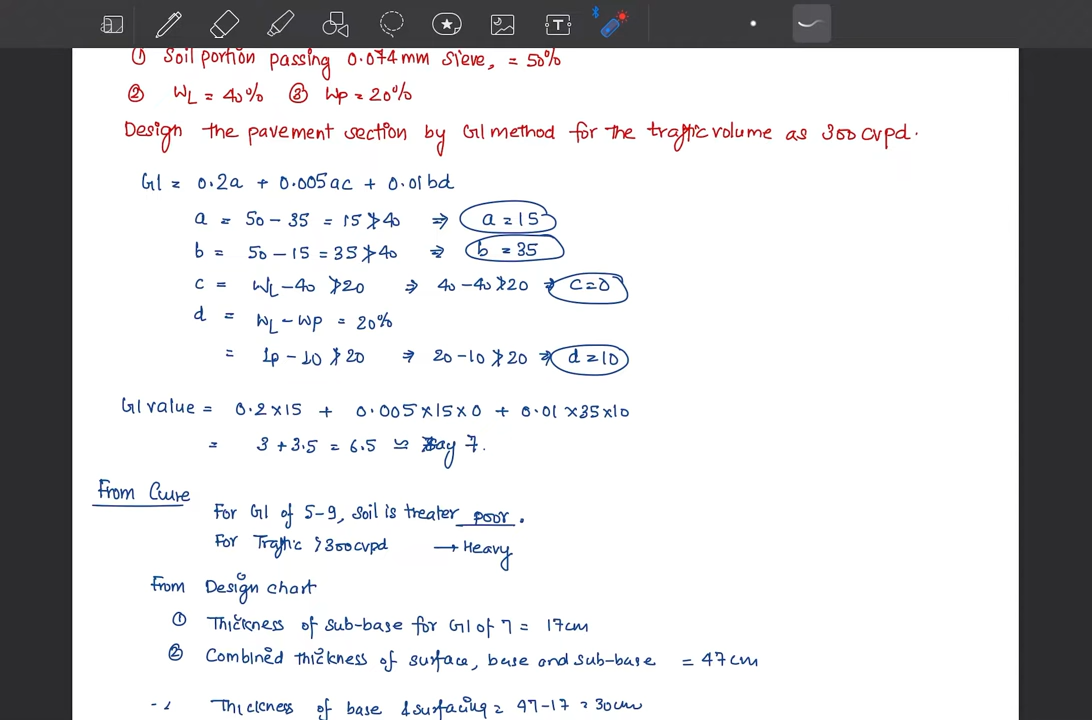 ① Soil portion passing 0.074mm Sieve, = 50%
② WL = 40% ③ Wp = 20%
Design the pavement section by GI method for the traffic volume as 300 cvpd.
GI = 0.2a + 0.005ac + 0.01bd
a = 50 - 35 = 15 ≯ 40 ⇒ a = 15
b = 50 - 15 = 35 ≯ 40 = b = 35
c = WL - 40 ≯ 20 ⇒ 40 - 40 ≯ 20 ⇒ c = 0
d = WL - Wp = 20%
= Ip - 10 ≯ 20 ⇒ 20 - 10 ≯ 20 ⇒ d = 10
GI value = 0.2×15 + 0.005×15×0 + 0.01×35×10
= 3 + 3.5 = 6.5 ≃ say 7.
From Cure
For GI of 5-9, soil is treater poor.
For Traffic >300cvpd → Heavy
From Design chart
① Thickness of sub-base for GI of 7 = 17cm
② Combined thickness of surface, base and sub-base = 47cm
Thickness of base & surfacing = 47-17 = 30cm